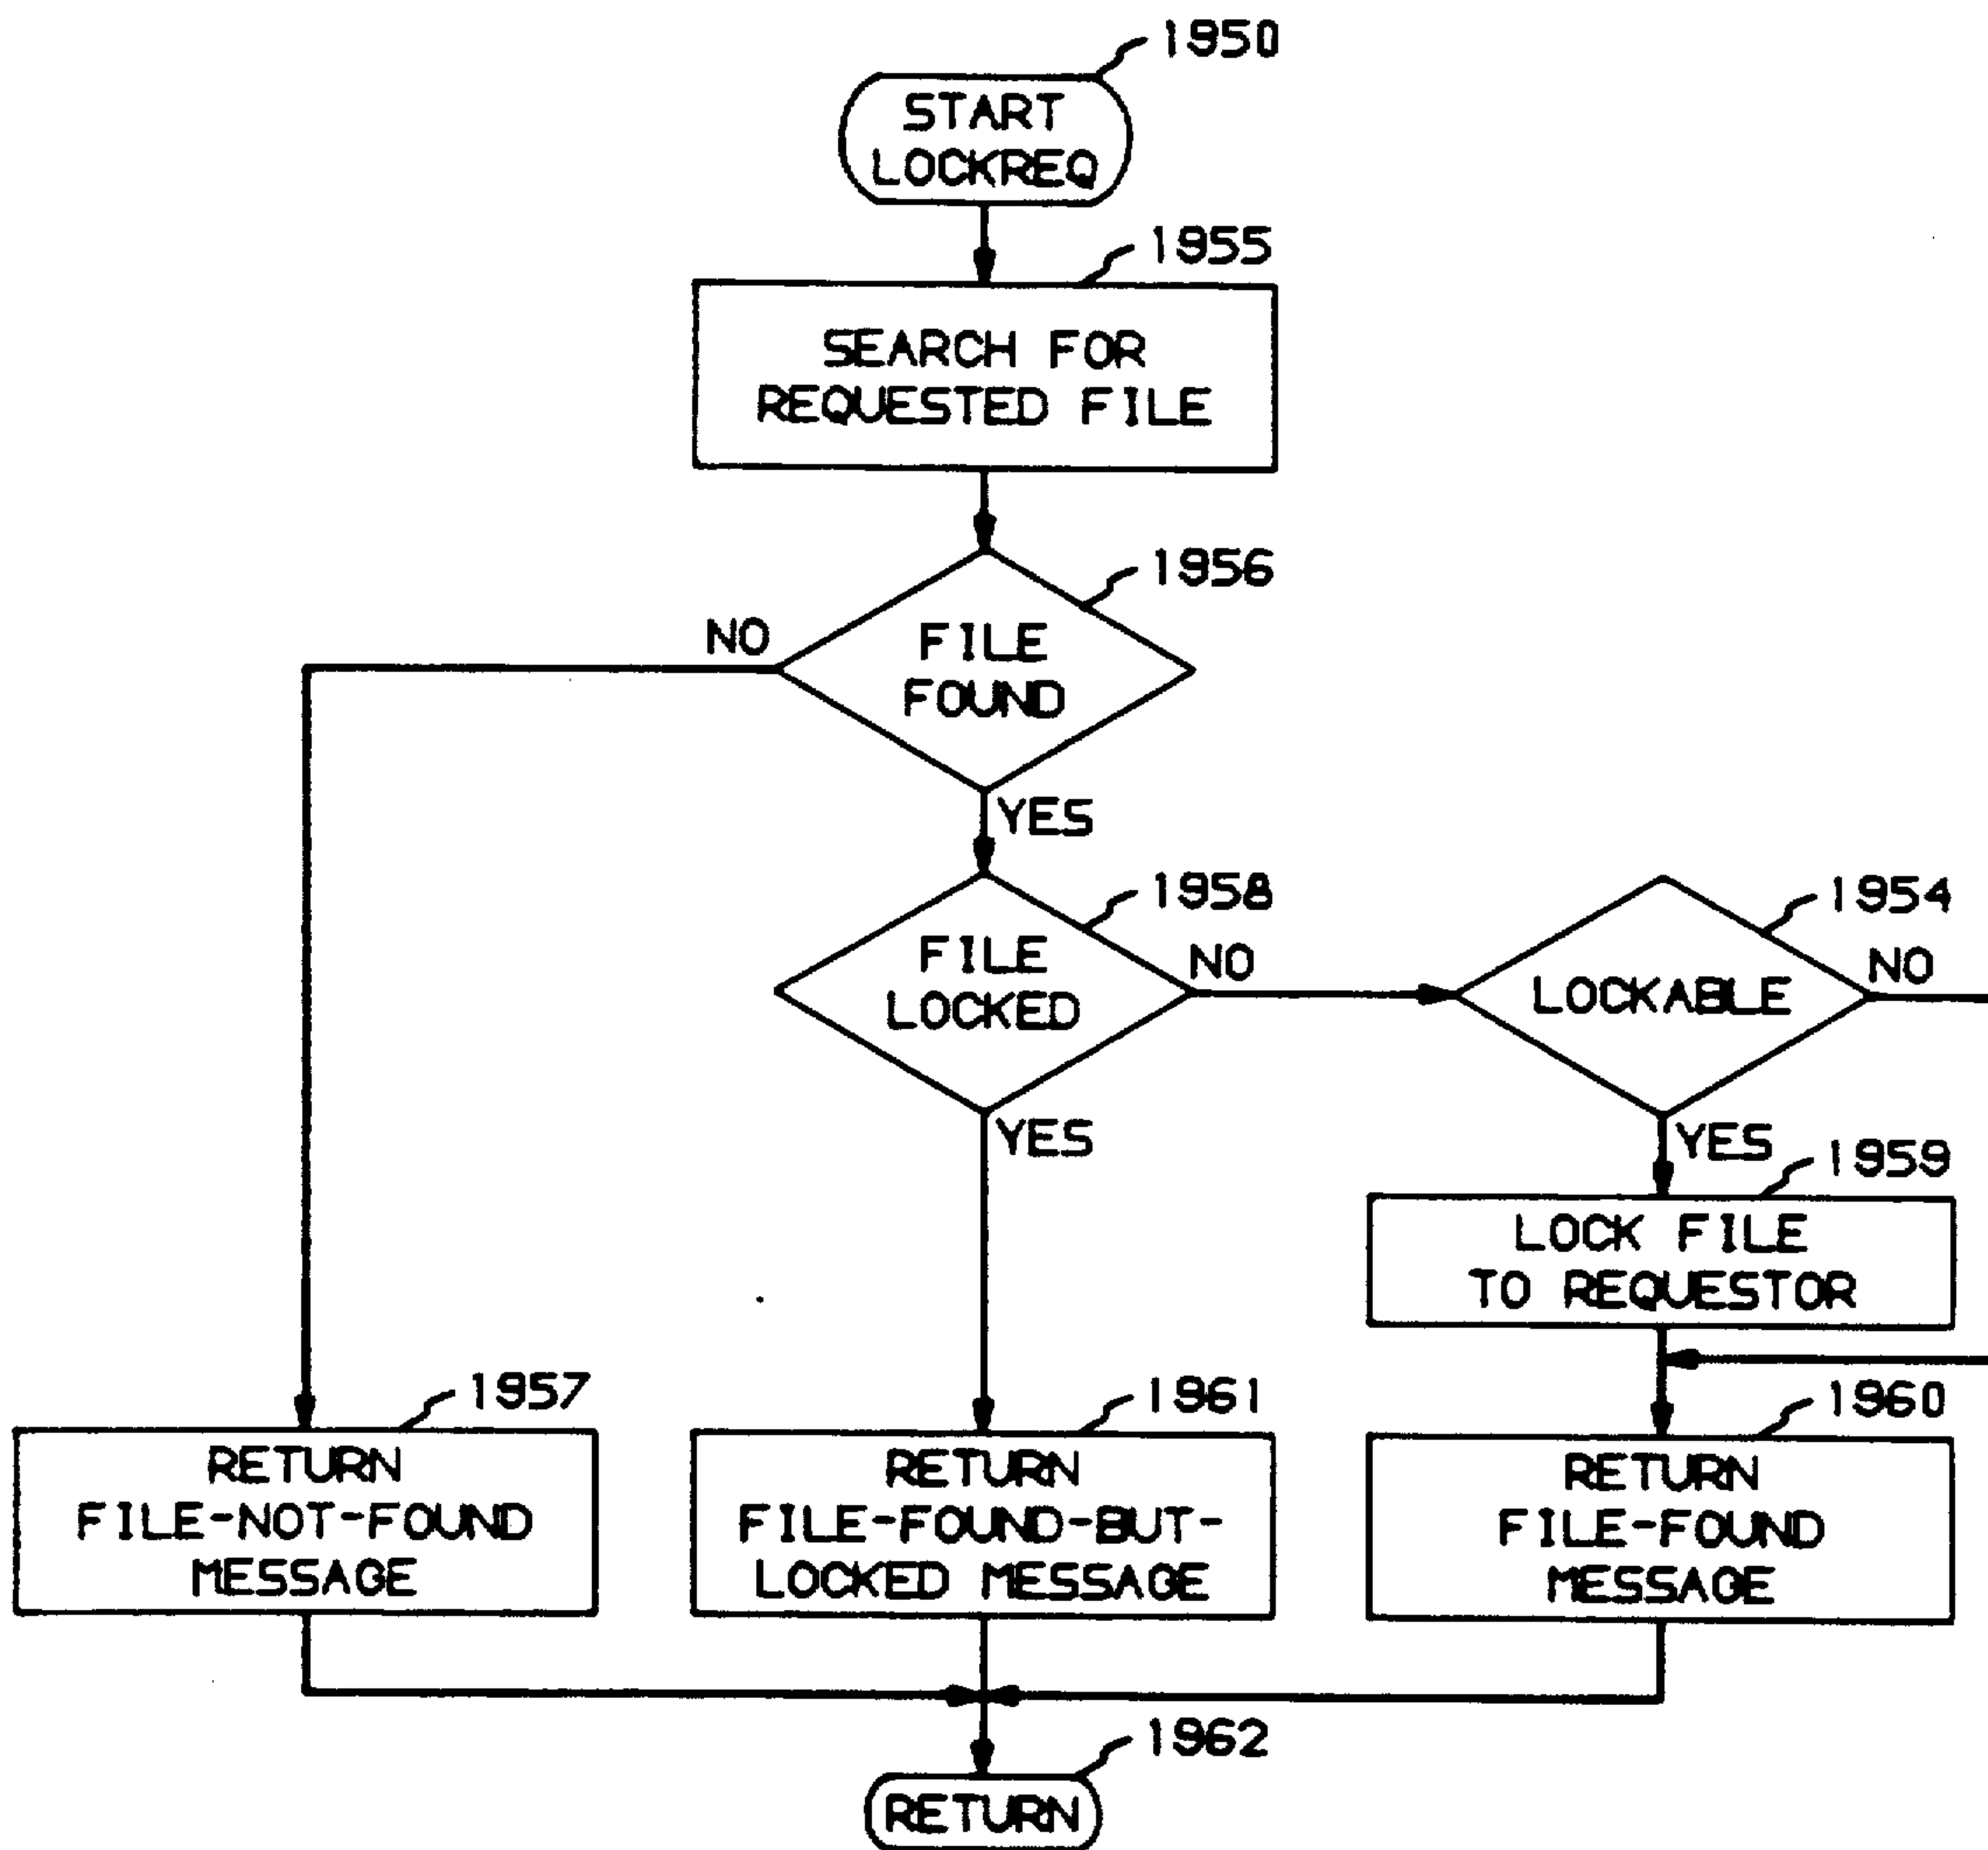 1950
START
LOCKREQ
1955
SEARCH FOR
REQUESTED FILE
1956
NO
FILE
FOUND
YES
1958
FILE
LOCKED
NO
YES
1954
LOCKABLE
NO
YES
1959
LOCK FILE
TO REQUESTOR
1957
RETURN
FILE-NOT-FOUND
MESSAGE
1961
RETURN
FILE-FOUND-BUT-
LOCKED MESSAGE
1960
RETURN
FILE-FOUND
MESSAGE
1962
RETURN